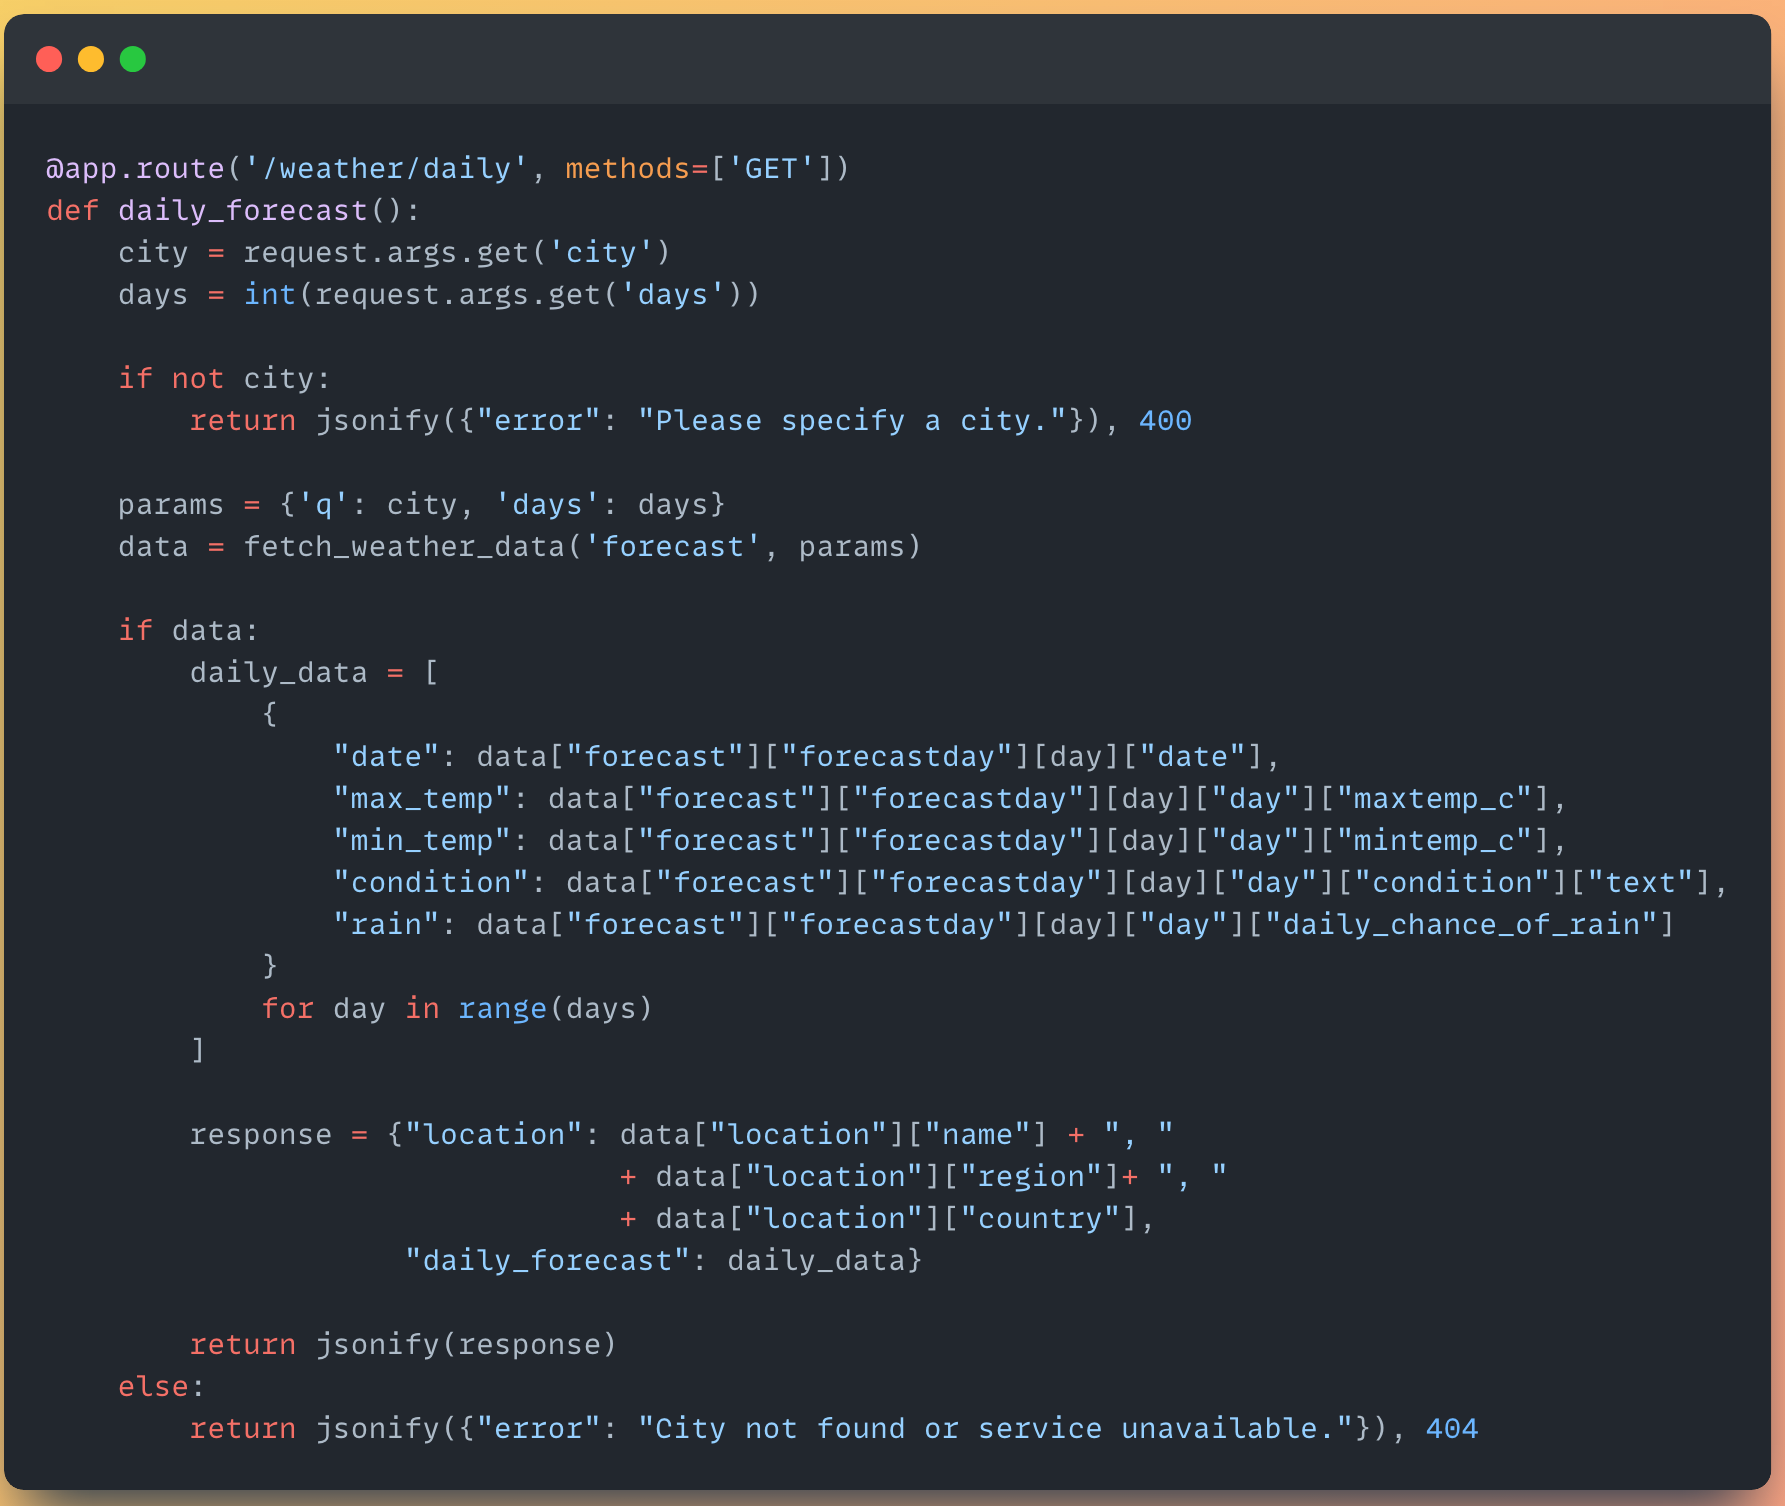 @app.route('/weather/daily', methods=['GET'])
def daily_forecast():
    city = request.args.get('city')
    days = int(request.args.get('days'))

    if not city:
        return jsonify({"error": "Please specify a city."}), 400

    params = {'q': city, 'days': days}
    data = fetch_weather_data('forecast', params)

    if data:
        daily_data = [
            {
                "date": data["forecast"]["forecastday"][day]["date"],
                "max_temp": data["forecast"]["forecastday"][day]["day"]["maxtemp_c"],
                "min_temp": data["forecast"]["forecastday"][day]["day"]["mintemp_c"],
                "condition": data["forecast"]["forecastday"][day]["day"]["condition"]["text"],
                "rain": data["forecast"]["forecastday"][day]["day"]["daily_chance_of_rain"]
            }
            for day in range(days)
        ]

        response = {"location": data["location"]["name"] + ", "
                                + data["location"]["region"]+ ", "
                                + data["location"]["country"],
                    "daily_forecast": daily_data}

        return jsonify(response)
    else:
        return jsonify({"error": "City not found or service unavailable."}), 404